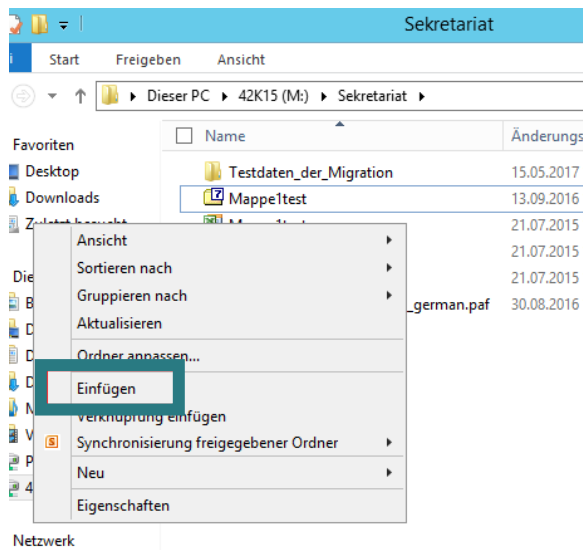 Sekretariat
Start Freigeben Ansicht
Dieser PC 42K15 (M:) Sekretariat
Favoriten
Name Änderungs
Desktop
Testdaten_der_Migration 15.05.2017
Downloads
Mappe1test 13.09.2016
21.07.2015
Ansicht
21.07.2015
Sortieren nach
Die
21.07.2015
Gruppieren nach
B
_german.paf 30.08.2016
Aktualisieren
D
Ordner anpassen...
D
D
Einfügen
Verknüpfung einfügen
V
S Synchronisierung freigegebener Ordner
P
Neu
4
Eigenschaften
Netzwerk